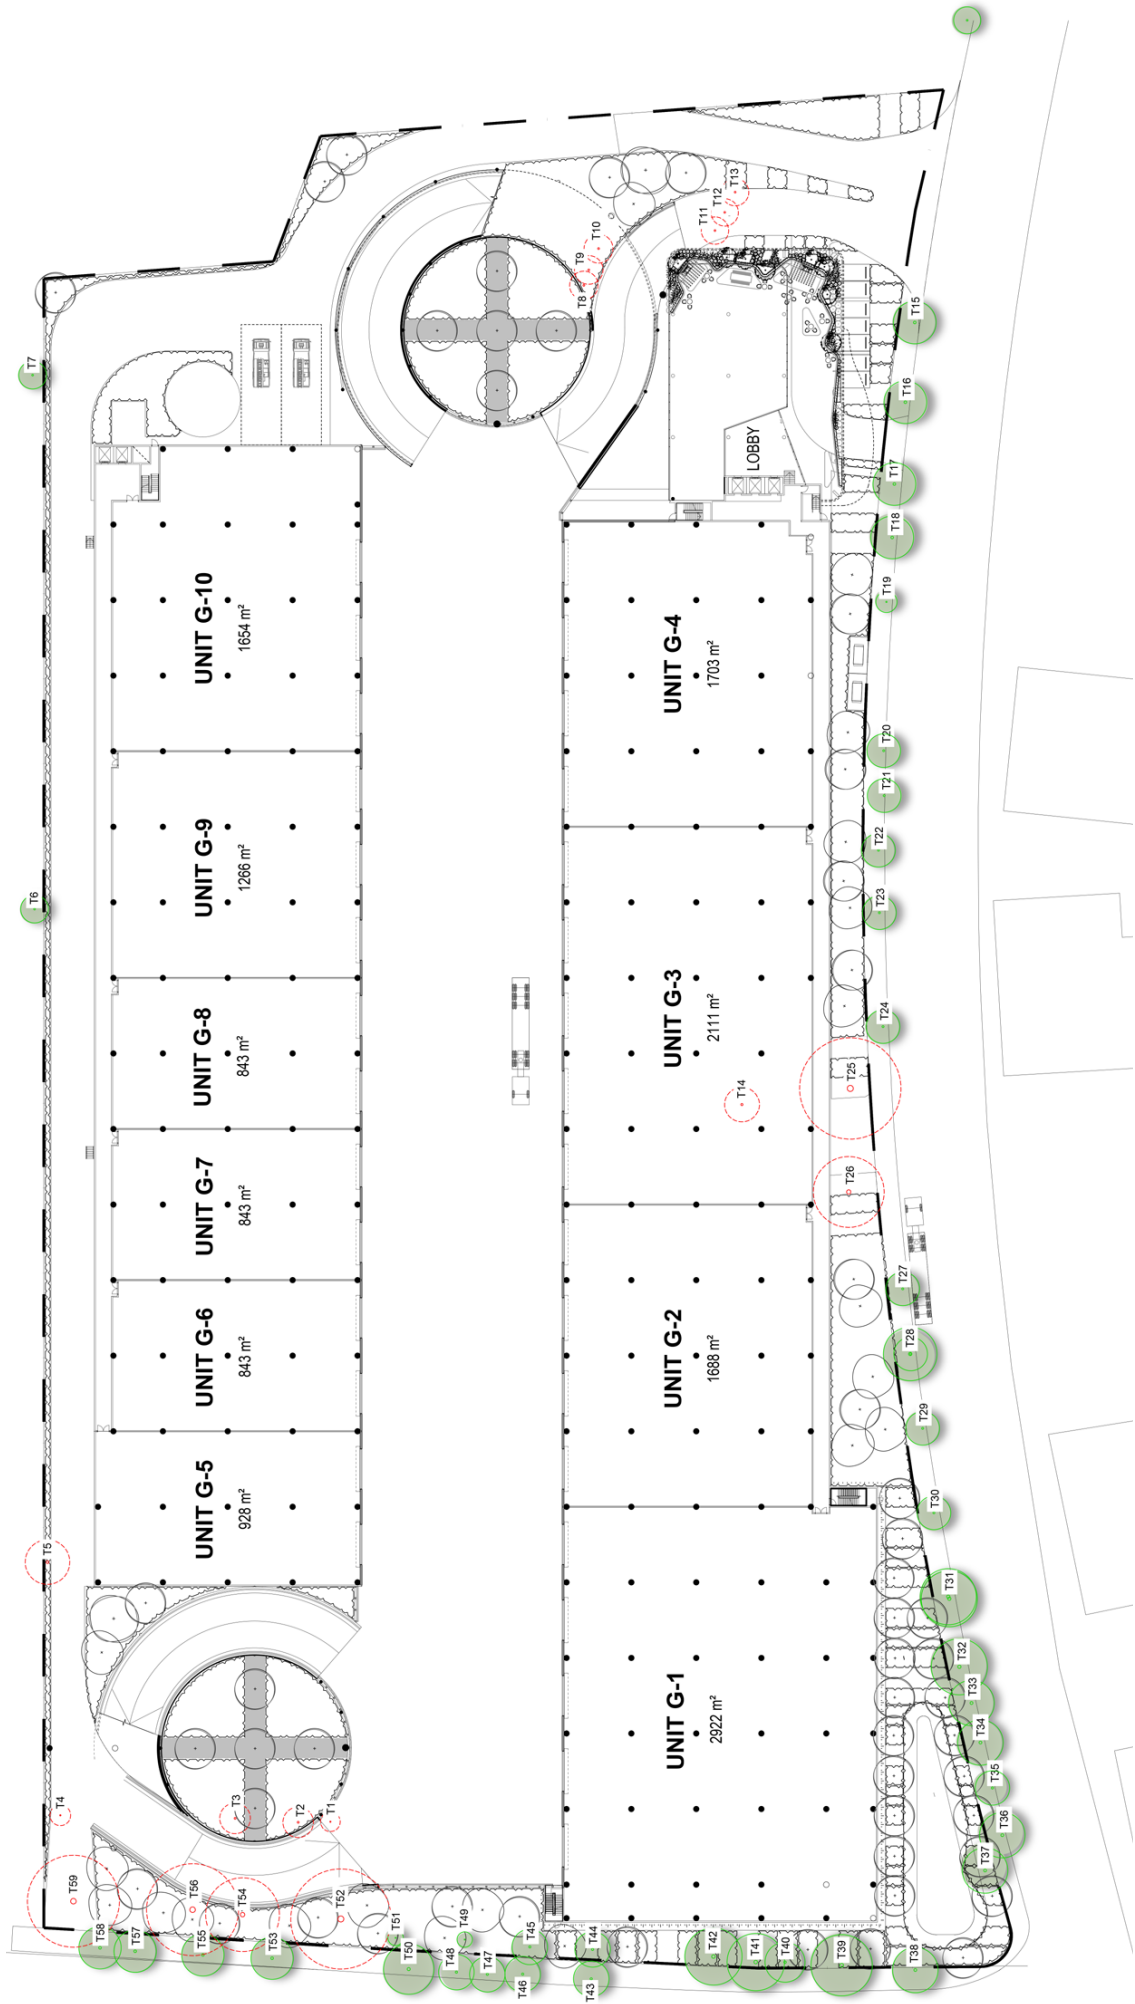 T7
T6
T5
T4
T59
T58
T57
T56
T55
T54
T53
T52
T51
T50
T49
T48
T47
T46
T45
T44
T43
T42
T41
T40
T39
T38
T3
T2
T1
UNIT G-10
1654 m²
UNIT G-9
1266 m²
UNIT G-8
843 m²
UNIT G-7
843 m²
UNIT G-6
843 m²
UNIT G-5
928 m²
T8
T9
T10
T11
T12
T13
LOBBY
UNIT G-4
1703 m²
UNIT G-3
2111 m²
T14
UNIT G-2
1688 m²
UNIT G-1
2922 m²
T15
T16
T17
T18
T19
T20
T21
T22
T23
T24
T25
T26
T27
T28
T29
T30
T31
T32
T33
T34
T35
T36
T37